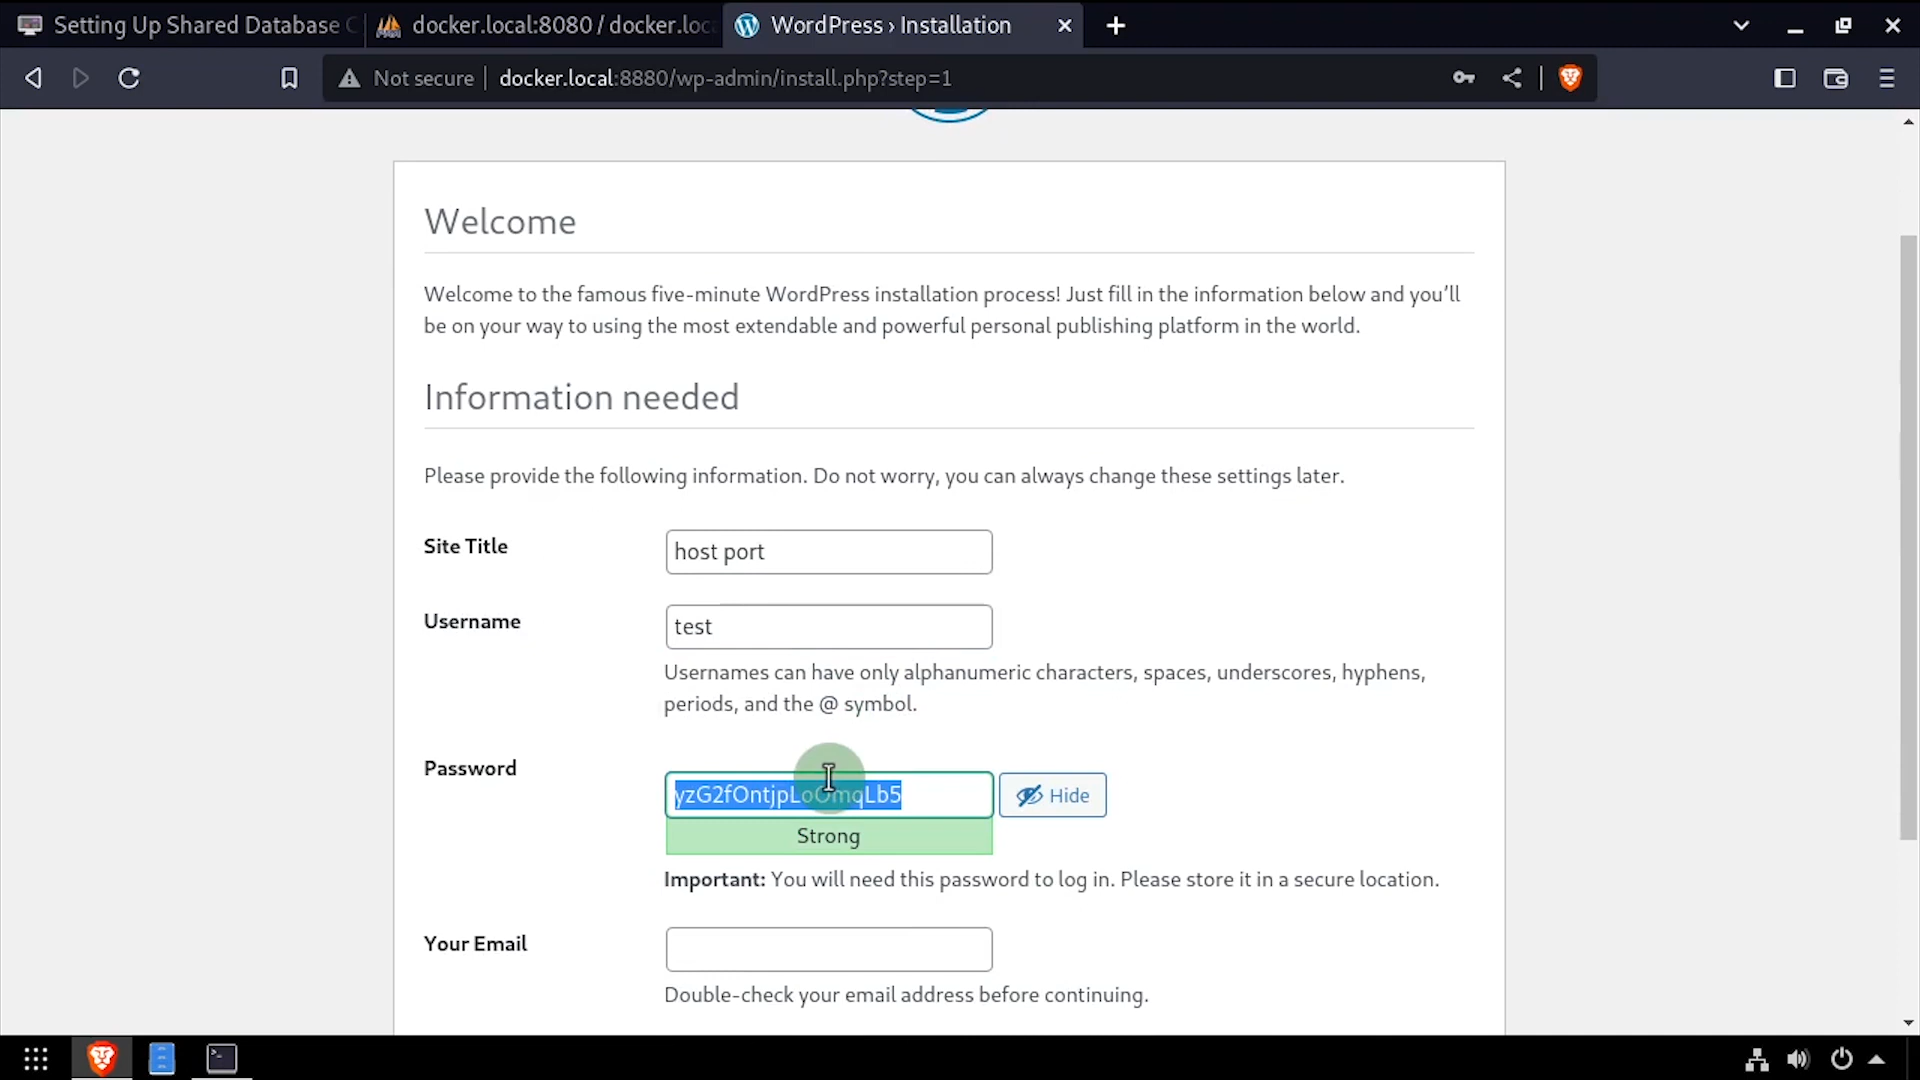 Setting Up Shared Database C
docker.local:8080 / docker.loc
WordPress › Installation
Not secure
docker.local:8880/wp-admin/install.php?step=1
Welcome
Welcome to the famous five-minute WordPress installation process! Just fill in the information below and you’ll
be on your way to using the most extendable and powerful personal publishing platform in the world.
Information needed
Please provide the following information. Do not worry, you can always change these settings later.
Site Title
host port
Username
test
Usernames can have only alphanumeric characters, spaces, underscores, hyphens,
periods, and the @ symbol.
Password
yzG2fOntjpLoOmqLb5
Hide
Strong
Important: You will need this password to log in. Please store it in a secure location.
Your Email
Double-check your email address before continuing.